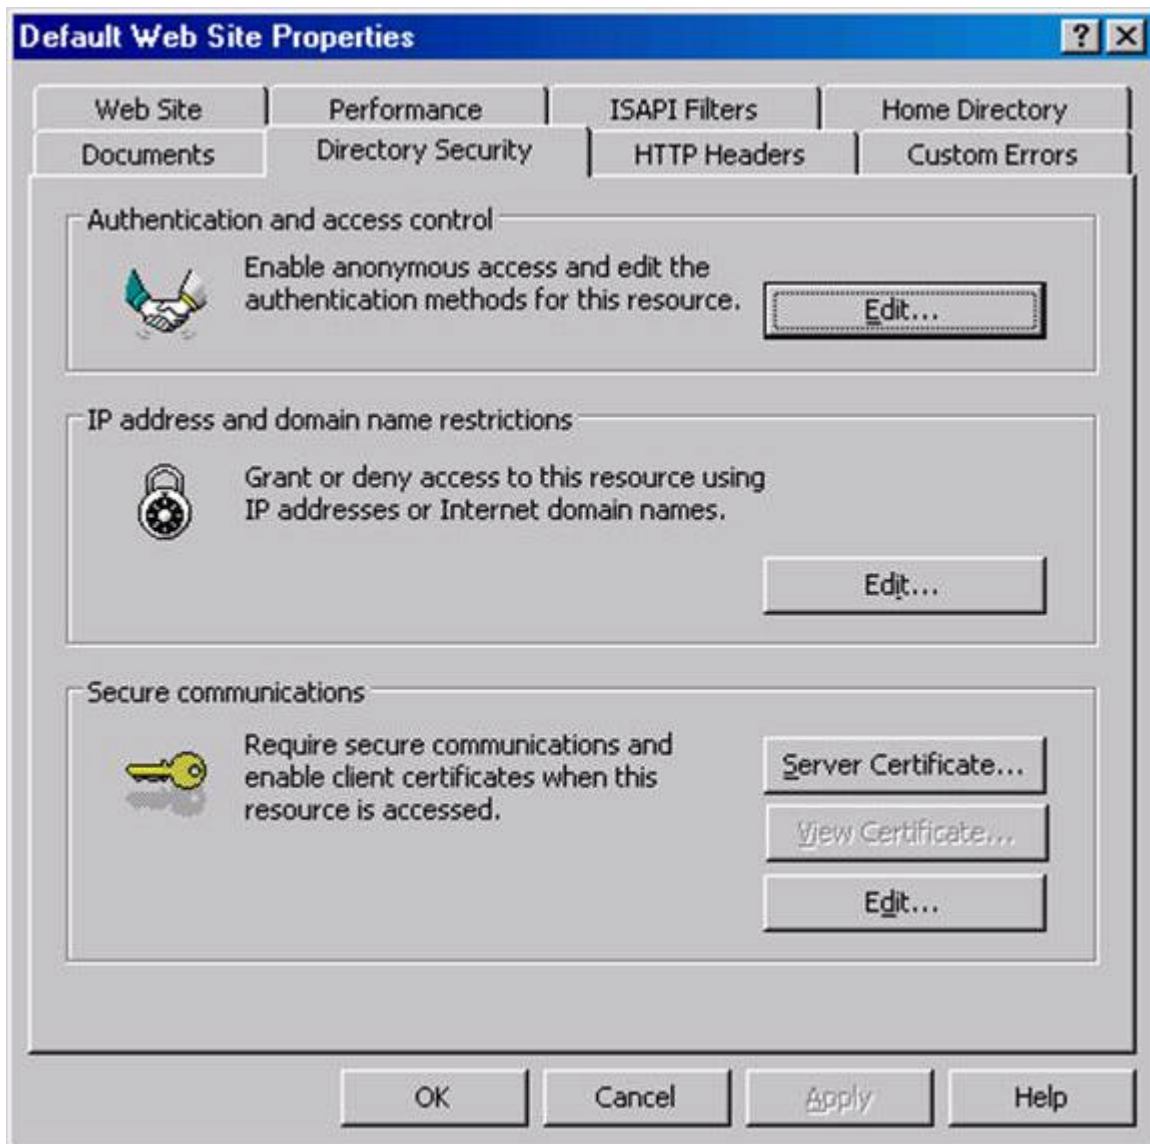 Default Web Site Properties
Web Site Performance ISAPI Filters Home Directory
Documents Directory Security HTTP Headers Custom Errors
Authentication and access control
Enable anonymous access and edit the
authentication methods for this resource.
Edit...
IP address and domain name restrictions
Grant or deny access to this resource using
IP addresses or Internet domain names.
Edit...
Secure communications
Require secure communications and
enable client certificates when this
resource is accessed.
Server Certificate...
View Certificate...
Edit...
OK Cancel Apply Help